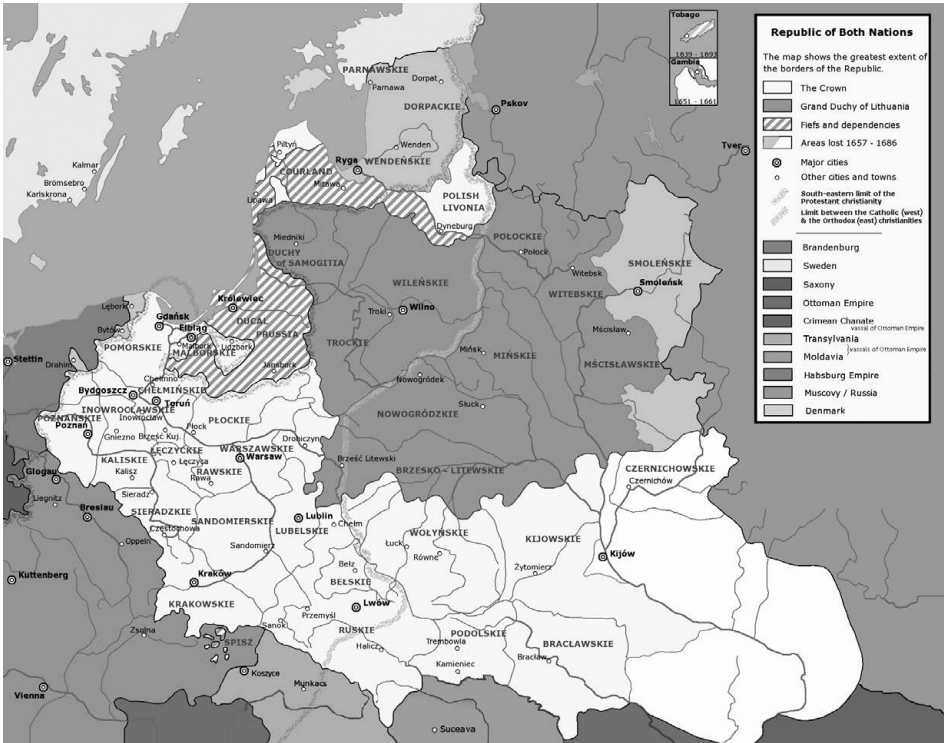 Tobago
1639 - 1693
Gambia
1651 - 1661
Republic of Both Nations
The map shows the greatest extent of
the borders of the Republic.
The Crown
Grand Duchy of Lithuania
Fiefs and dependencies
Areas lost 1657 - 1686
Major cities
Other cities and towns
South-eastern limit of the
Protestant christianity
Limit between the Catholic (west)
& the Orthodox (east) christianities
Brandenburg
Sweden
Saxony
Ottoman Empire
Crimean Chanate
vassal of Ottoman Empire
Transylvania
vassals of Ottoman Empire
Moldavia
Habsburg Empire
Muscovy / Russia
Denmark
PARNAWSKIE
Parnawa
Dorpat
DORPACKIE
Pskov
Tver
Kalmar
Brömsebro
Karlskrona
Piltyń
Wenden
Ryga
WENDEŃSKIE
COURLAND
Mitawa
Lipawa
POLISH
LIVONIA
Dyneburg
Miedniki
DUCHY
of SAMOGITIA
POŁOCKIE
Połock
Witebsk
WITEBSKIE
SMOLEŃSKIE
Smoleńsk
WILEŃSKIE
Wilno
Troki
TROCKIE
Mińsk
MIŃSKIE
Mścisław
MŚCISŁAWSKIE
Nowogródek
NOWOGRÓDZKIE
Słuck
Królewiec
DUCAL
PRUSSIA
Lębork
Bytów
Gdańsk
Elbląg
Malbork
MALBORSKIE
Lidzbark
Jansbork
POMORSKIE
Stettin
Drahim
Chełmno
CHEŁMIŃSKIE
Bydgoszcz
Toruń
INOWROCŁAWSKIE
Inowrocław
POZNAŃSKIE
Poznań
Gniezno
Brześć Kuj.
Płock
PŁOCKIE
Drohiczyn
WARSZAWSKIE
Warsaw
Brześć Litewski
BRZESKO - LITEWSKIE
KALISKIE
Kalisz
ŁĘCZYCKIE
Łęczyca
RAWSKIE
Rawa
Glogau
Liegnitz
Sieradz
SIERADZKIE
Breslau
Częstochowa
Oppeln
SANDOMIERSKIE
Sandomierz
Lublin
LUBELSKIE
Chełm
Kuttenberg
Kraków
KRAKOWSKIE
Bełz
BEŁSKIE
Lwów
Przemyśl
Sanok
RUSKIE
Halicz
WOŁYŃSKIE
Łuck
Równe
KIJOWSKIE
Żytomierz
Kijów
CZERNICHOWSKIE
Czernichów
PODOLSKIE
Trembowla
Kamieniec
BRACŁAWSKIE
Bracław
Zsolna
SPISZ
Koszyce
Munkacs
Vienna
Suceava